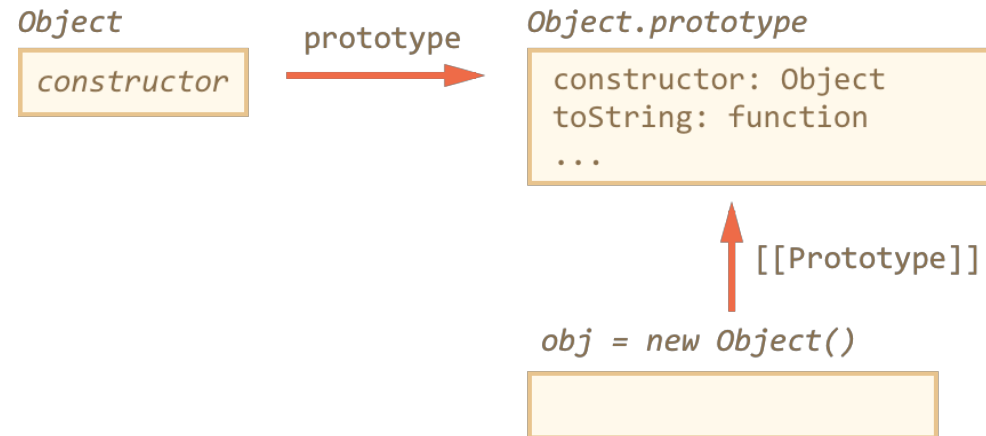 Object
constructor
prototype
Object.prototype
constructor: Object
toString: function
...
[[Prototype]]
obj = new Object()